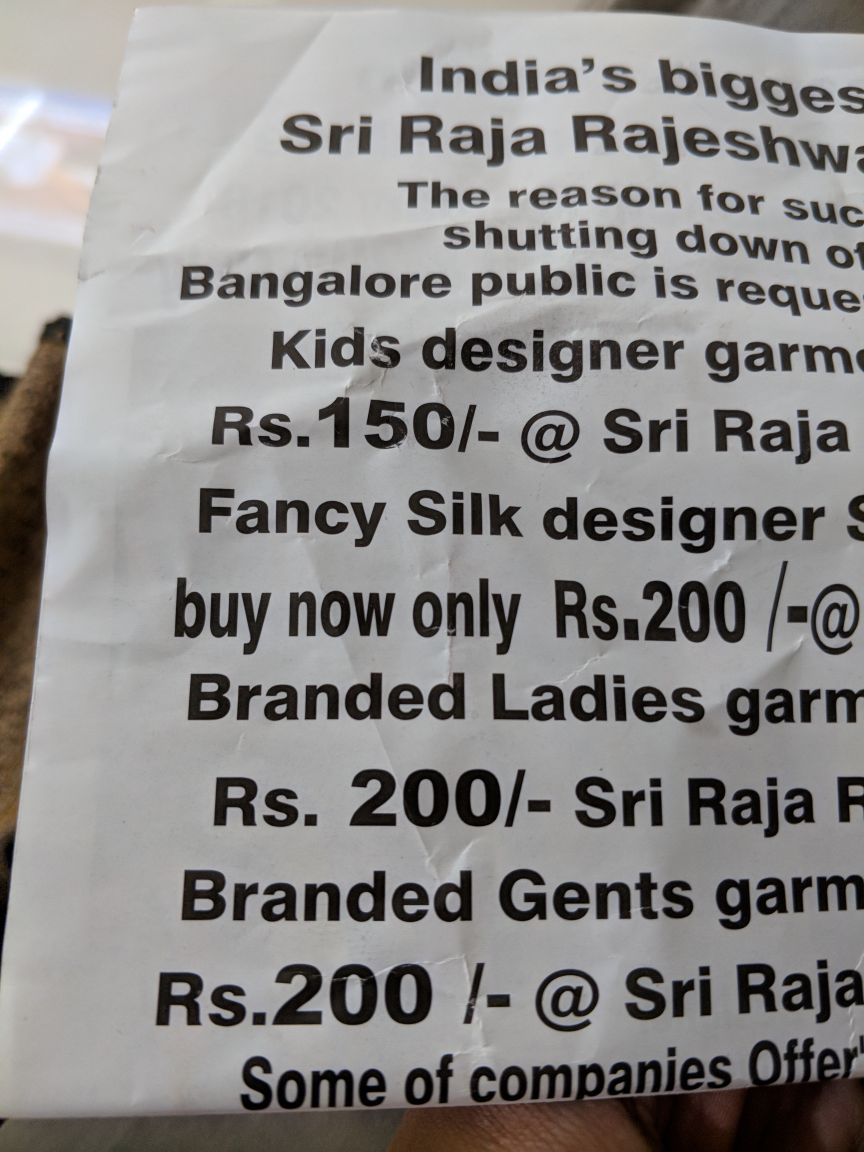 India's bigges
Sri Raja Rajeshwa
The reason for suc
shutting down of
Bangalore public is reque
Kids designer garme
Rs.150/- @ Sri Raja
Fancy Silk designer S
buy now only Rs.200 /-@
Branded Ladies garm
Rs. 200/- Sri Raja R
Branded Gents garm
Rs.200 /- @ Sri Raja
Some of companies Offer'